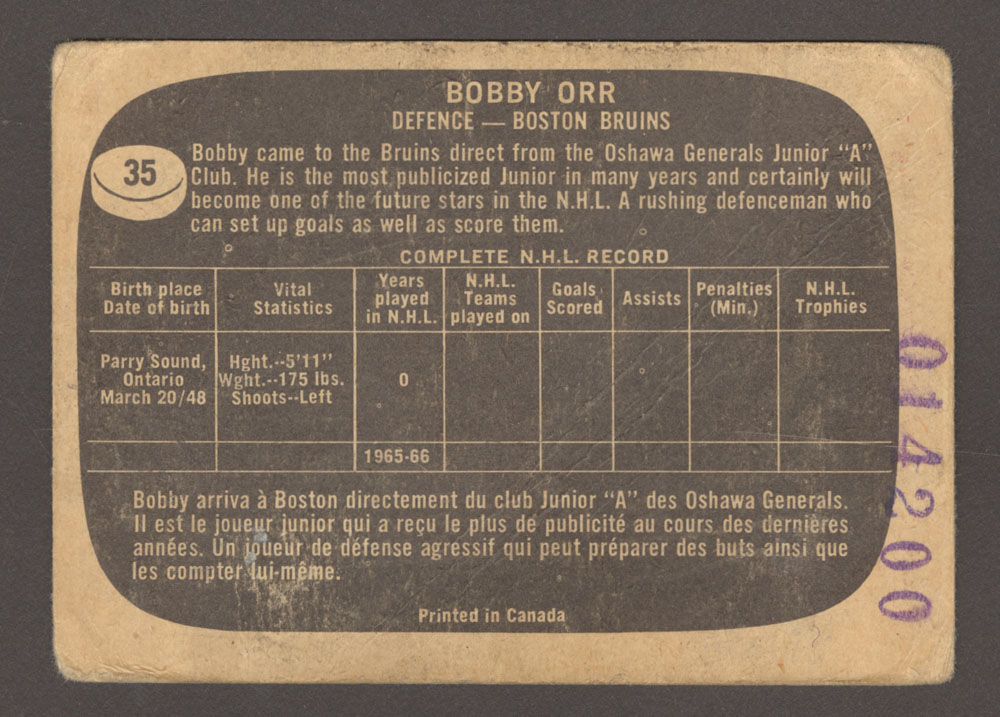 BOBBY ORR
DEFENCE — BOSTON BRUINS
35
Bobby came to the Bruins direct from the Oshawa Generals Junior “A”
Club. He is the most publicized Junior in many years and certainly will
become one of the future stars in the N.H.L. A rushing defenceman who
can set up goals as well as score them.
COMPLETE N.H.L. RECORD
Birth place
Date of birth
Vital
Statistics
Years
played
in N.H.L.
N.H.L.
Teams
played on
Goals
Scored
Assists
Penalties
(Min.)
N.H.L.
Trophies
Parry Sound,
Ontario
March 20/48
Hght.--5'11”
Wght.--175 lbs.
Shoots--Left
0
1965-66
Bobby arriva à Boston directement du club Junior “A” des Oshawa Generals.
Il est le joueur junior qui a reçu le plus de publicité au cours des dernières
années. Un joueur de défense agressif qui peut préparer des buts ainsi que
les compter lui-même.
Printed in Canada
014200